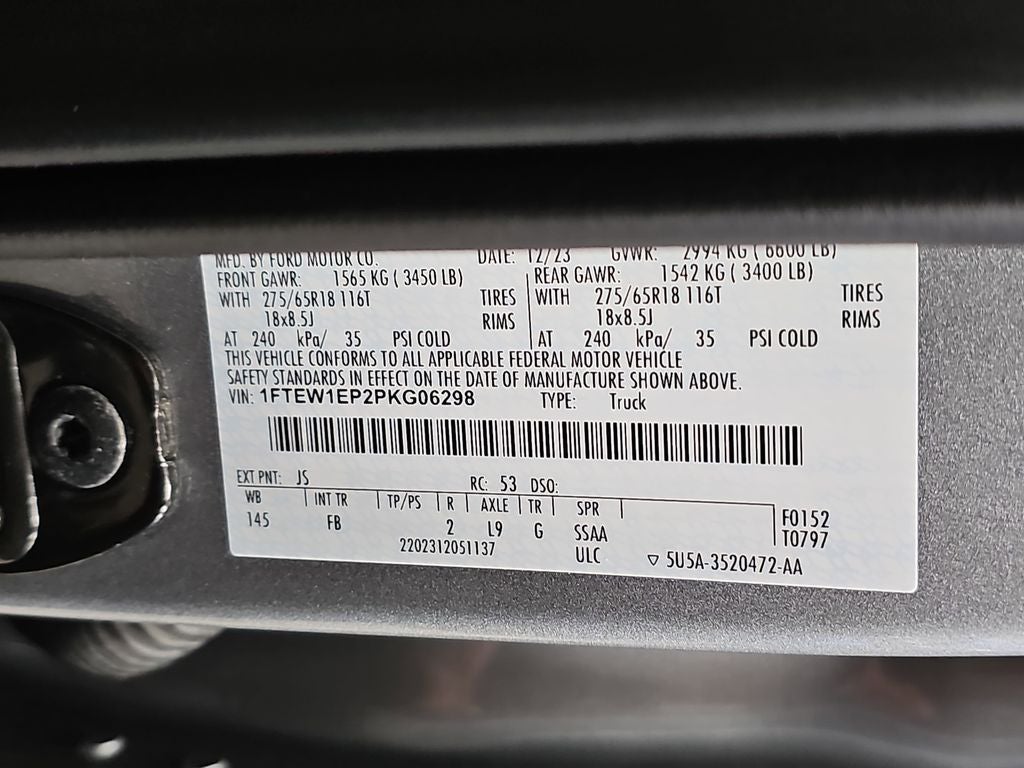 MFD. BY FORD MOTOR CO. DATE: 12/23 GVWR: 2994 KG ( 6600 LB)
FRONT GAWR: 1565 KG ( 3450 LB) REAR GAWR: 1542 KG ( 3400 LB)
WITH 275/65R18 116T TIRES WITH 275/65R18 116T TIRES
18x8.5J RIMS 18x8.5J RIMS
AT 240 kPa/ 35 PSI COLD AT 240 kPa/ 35 PSI COLD
THIS VEHICLE CONFORMS TO ALL APPLICABLE FEDERAL MOTOR VEHICLE
SAFETY STANDARDS IN EFFECT ON THE DATE OF MANUFACTURE SHOWN ABOVE.
VIN: 1FTEW1EP2PKG06298 TYPE: Truck
EXT PNT: JS RC: 53 DSO:
WB INT TR TP/PS R AXLE TR SPR F0152
145 FB 2 L9 G SSAA T0797
2202312051137 ULC 5U5A-3520472-AA